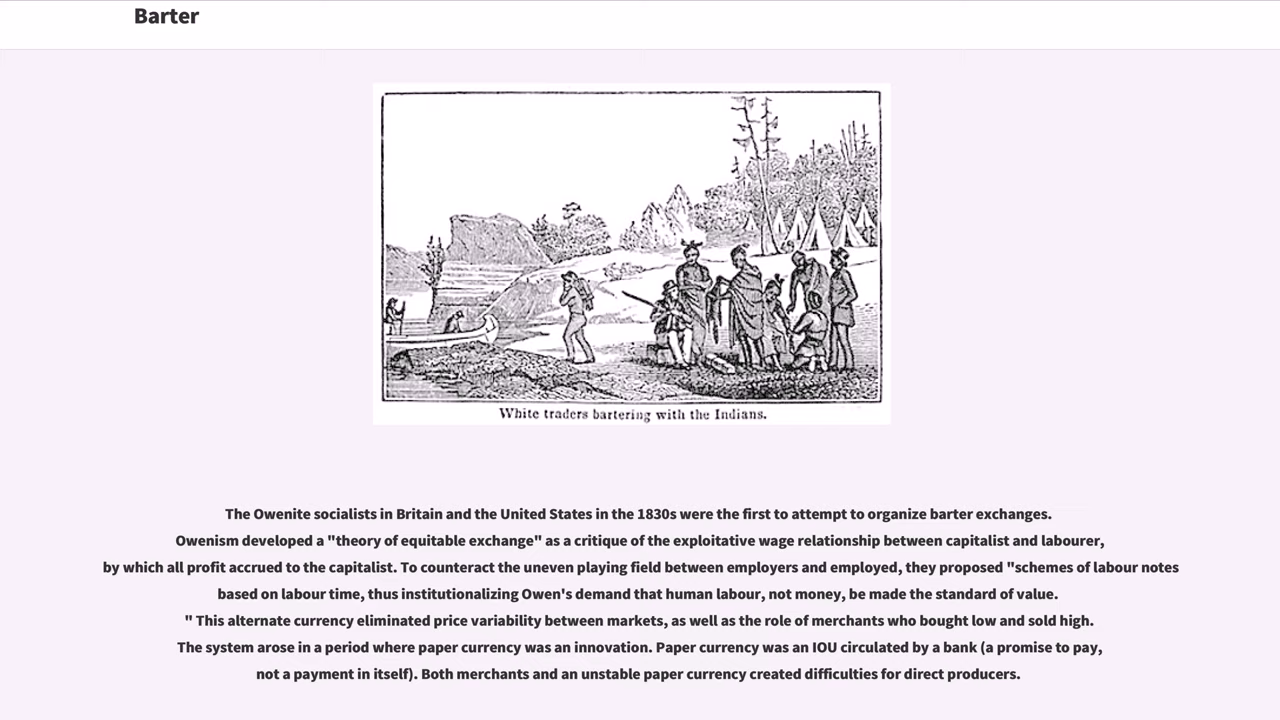 Barter
White traders bartering with the Indians.
The Owenite socialists in Britain and the United States in the 1830s were the first to attempt to organize barter exchanges.
Owenism developed a "theory of equitable exchange" as a critique of the exploitative wage relationship between capitalist and labourer,
by which all profit accrued to the capitalist. To counteract the uneven playing field between employers and employed, they proposed "schemes of labour notes
based on labour time, thus institutionalizing Owen's demand that human labour, not money, be made the standard of value.
" This alternate currency eliminated price variability between markets, as well as the role of merchants who bought low and sold high.
The system arose in a period where paper currency was an innovation. Paper currency was an IOU circulated by a bank (a promise to pay,
not a payment in itself). Both merchants and an unstable paper currency created difficulties for direct producers.